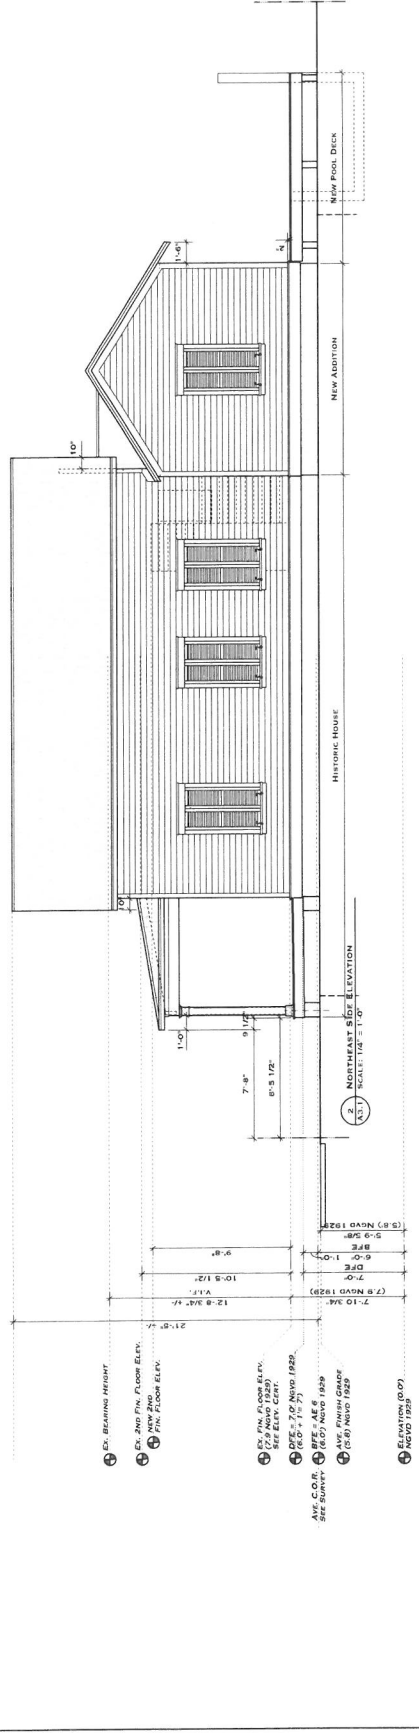 NEW POOL DECK
NEW ADDITION
HISTORIC HOUSE
1'-6"
2"
10"
10"
1'-0"
9 1/2"
7'-8"
8'-5 1/2"
2
A3.1
NORTHEAST SIDE ELEVATION
SCALE: 1/4" = 1'-0"
9'-8"
10'-5 1/2"
12'-8 3/4" +/-
V.I.F.
21'-5" +/-
5'-9 5/8"
(5.8') NGVD 1929
6'-0" 1'-0"
BFE
7'-0"
DFE
7'-10 3/4"
(7.9 NGVD 1929)
EX. BEARING HEIGHT
EX. 2ND FIN. FLOOR ELEV.
NEW 2ND
FIN. FLOOR ELEV.
EX. FIN. FLOOR ELEV.
(7.9 NGVD 1929)
SEE ELEV. CERT.
DFE = 7.0' NGVD 1929
(6.0' + 1' = 7')
AVE. C.O.R. BFE = AE 6
SEE SURVEY (6.0') NGVD 1929
AVE. FINISH GRADE
(5.8) NGVD 1929
ELEVATION (0.0')
NGVD 1929